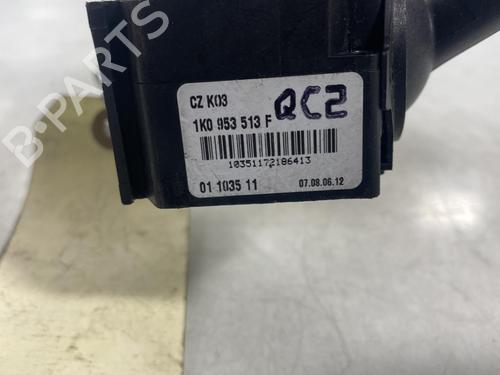 CZ K03
QC2
1K0 953 513 F
10351172186413
01 1035 11
07.08.06.12
B-PARTS